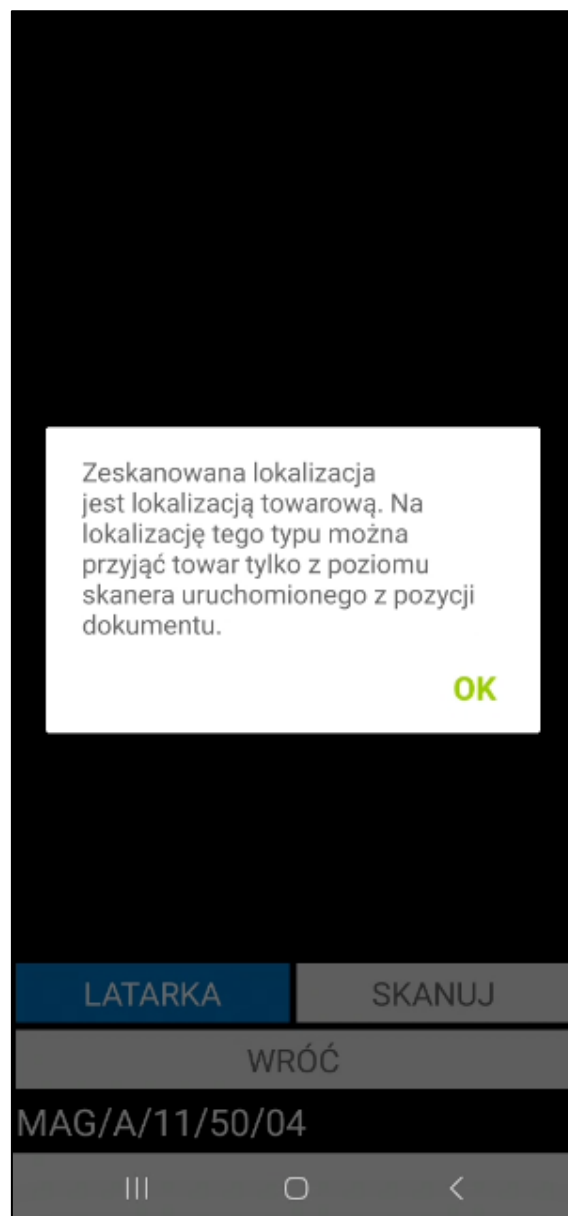 Zeskanowana lokalizacja
jest lokalizacją towarową. Na
lokalizację tego typu można
przyjąć towar tylko z poziomu
skanera uruchomionego z pozycji
dokumentu.
OK
LATARKA SKANUJ
WRÓĆ
MAG/A/11/50/04